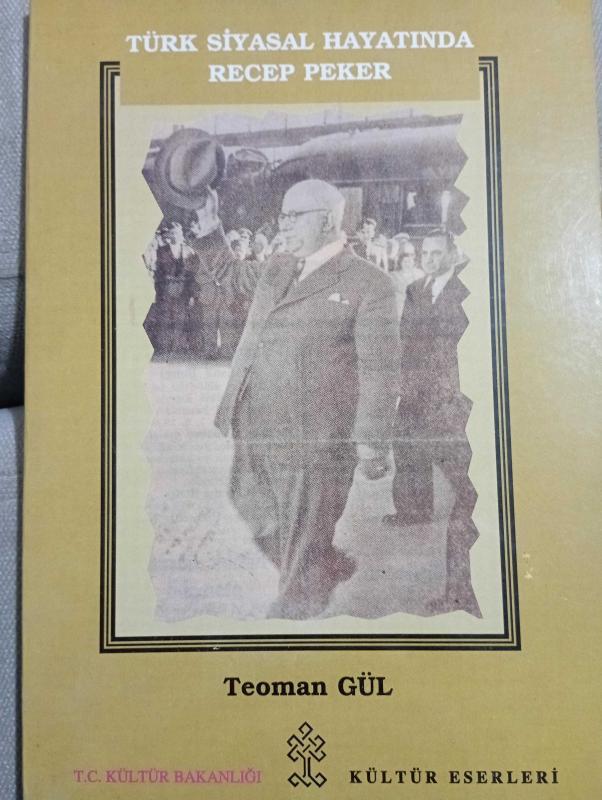 TÜRK SİYASAL HAYATINDA
RECEP PEKER
Teoman GÜL
T.C. KÜLTÜR BAKANLIĞI
KÜLTÜR ESERLERİ